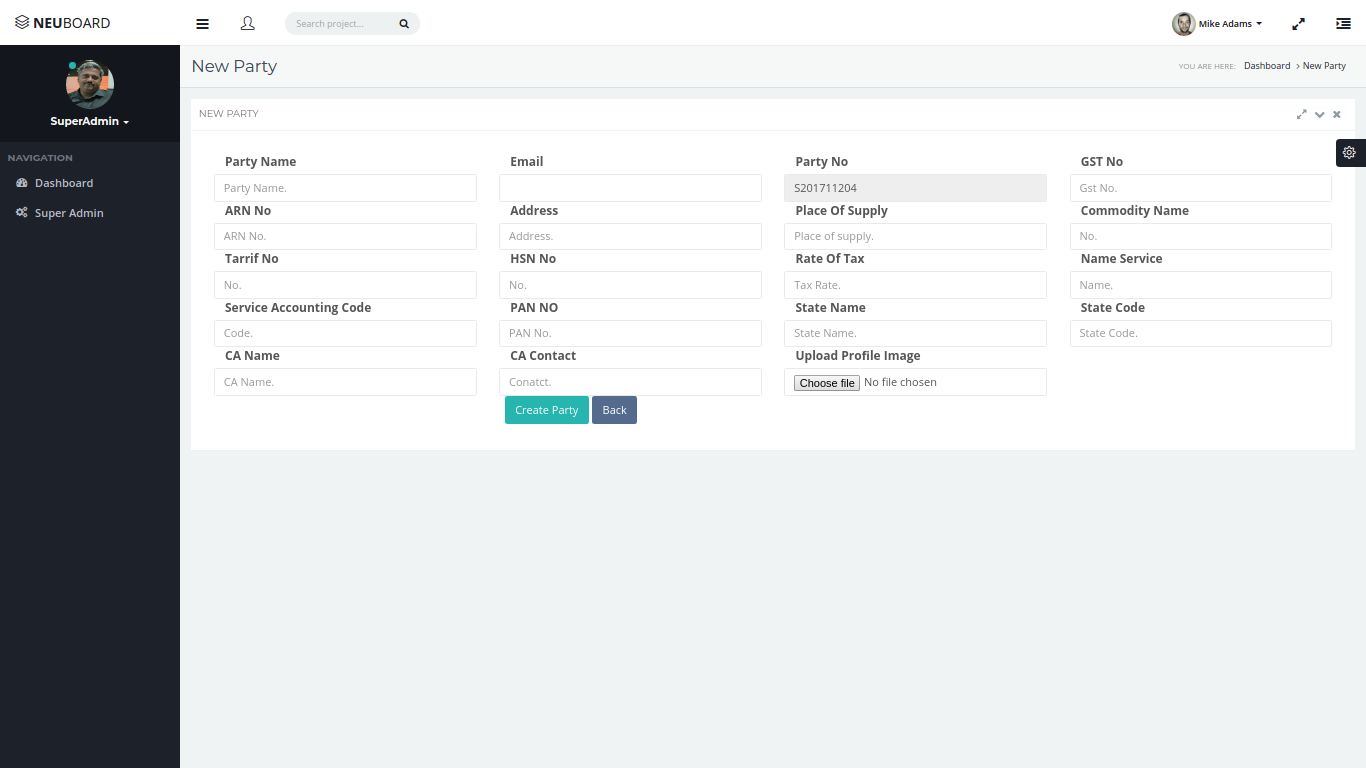 NEUBOARD
Search project...
Mike Adams
SuperAdmin
NAVIGATION
Dashboard
Super Admin
New Party
YOU ARE HERE: Dashboard New Party
NEW PARTY
Party Name Email Party No GST No
Party Name. S201711204 Gst No.
ARN No Address Place Of Supply Commodity Name
ARN No. Address. Place of supply. No.
Tarrif No HSN No Rate Of Tax Name Service
No. No. Tax Rate. Name.
Service Accounting Code PAN NO State Name State Code
Code. PAN No. State Name. State Code.
CA Name CA Contact Upload Profile Image
CA Name. Conatct. Choose file No file chosen
Create Party Back